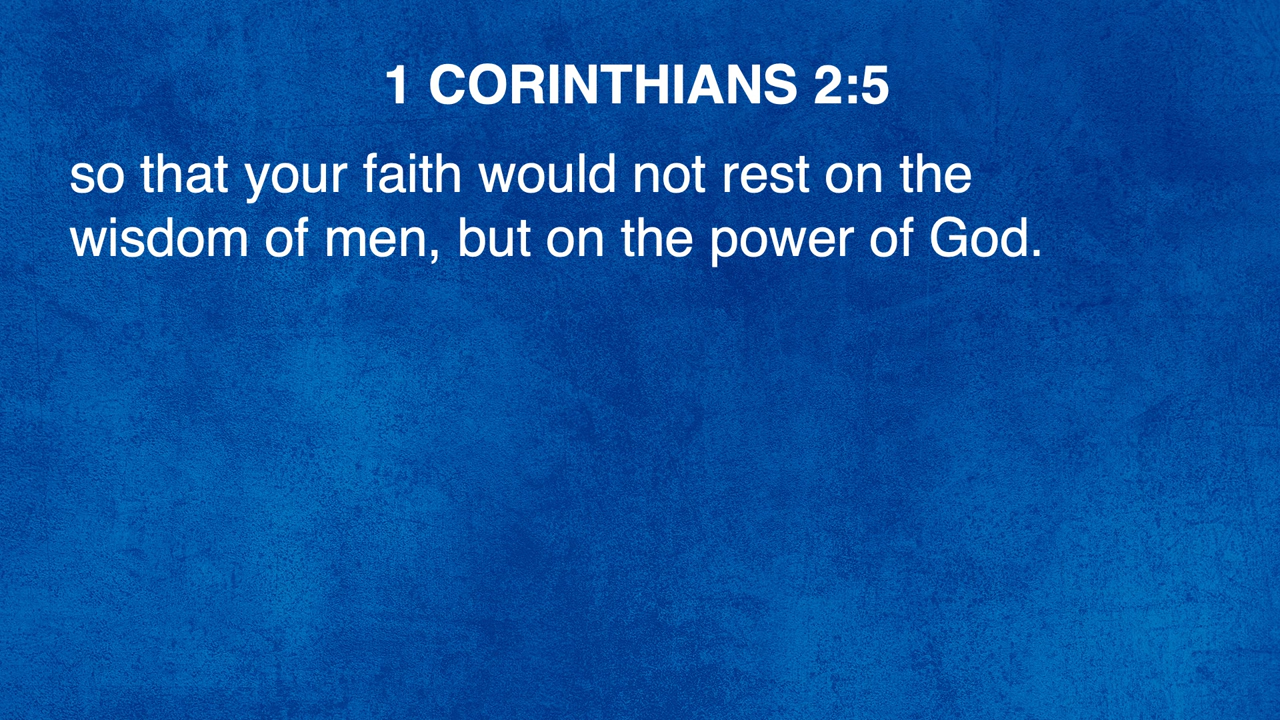 1 CORINTHIANS 2:5
so that your faith would not rest on the
wisdom of men, but on the power of God.